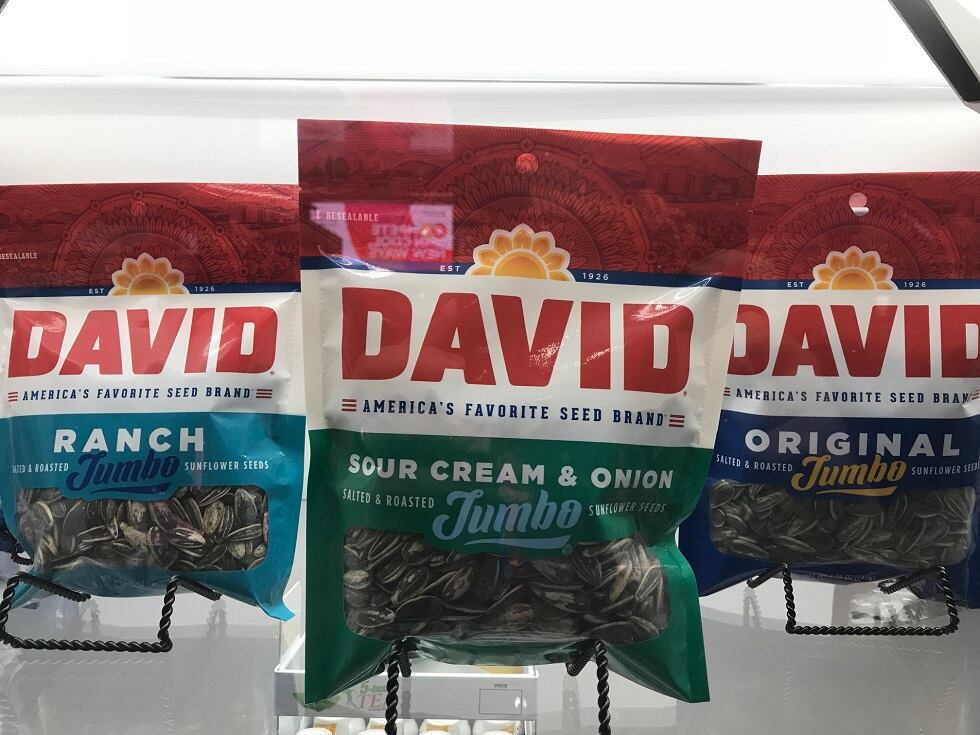 RESEALABLE
EST 1926
DAVID
AMERICA'S FAVORITE SEED BRAND
RANCH
SALTED & ROASTED Jumbo SUNFLOWER SEEDS
RESEALABLE
EST 1926
DAVID
AMERICA'S FAVORITE SEED BRAND
SOUR CREAM & ONION
SALTED & ROASTED Jumbo SUNFLOWER SEEDS
EST 1926
DAVID
AMERICA'S FAVORITE SEED BRAND
ORIGINAL
SALTED & ROASTED Jumbo SUNFLOWER SEEDS
PRICE